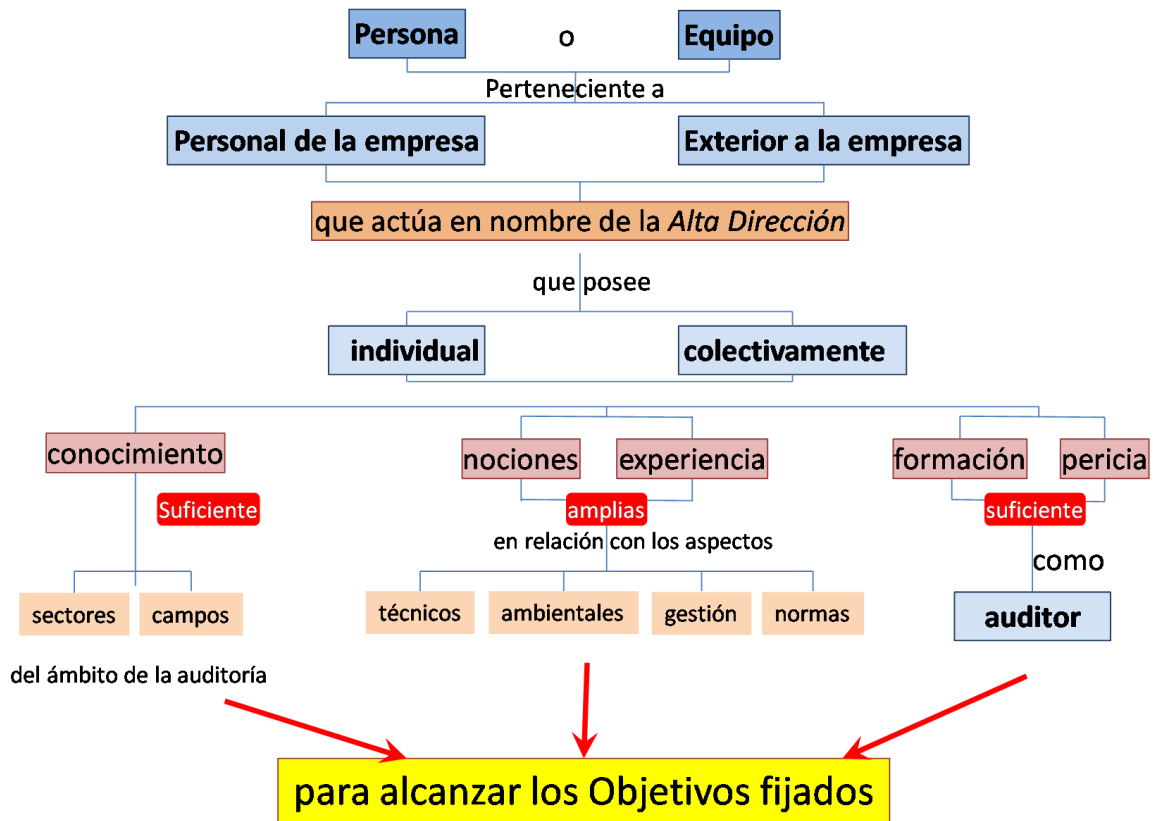 Persona o Equipo
Perteneciente a
Personal de la empresa
Exterior a la empresa
que actúa en nombre de la Alta Dirección
que posee
individual
colectivamente
conocimiento
nociones
experiencia
formación
pericia
Suficiente
amplias
suficiente
en relación con los aspectos
como
sectores
campos
técnicos
ambientales
gestión
normas
auditor
del ámbito de la auditoría
para alcanzar los Objetivos fijados